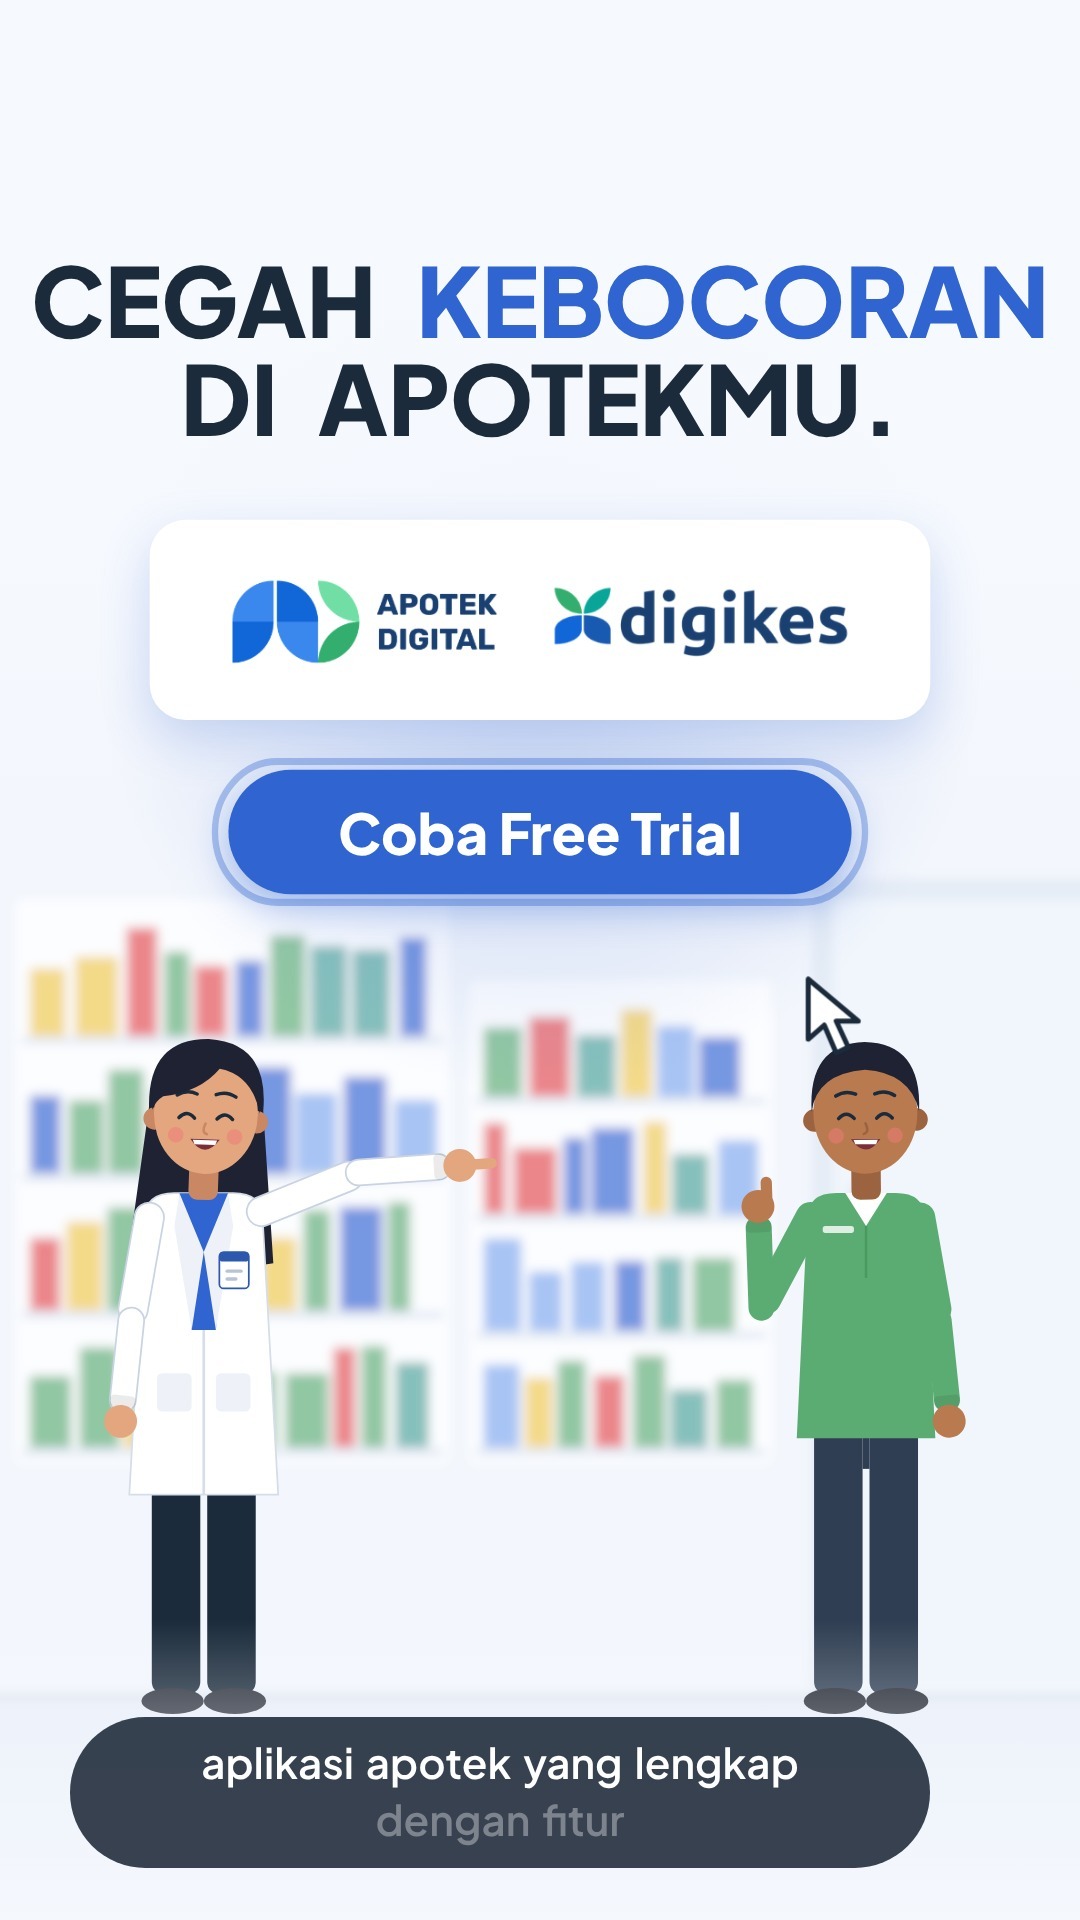 CEGAH KEBOCORAN
DI APOTEKMU.
APOTEK
DIGITAL
digikes
Coba Free Trial
aplikasi apotek yang lengkap
dengan fitur